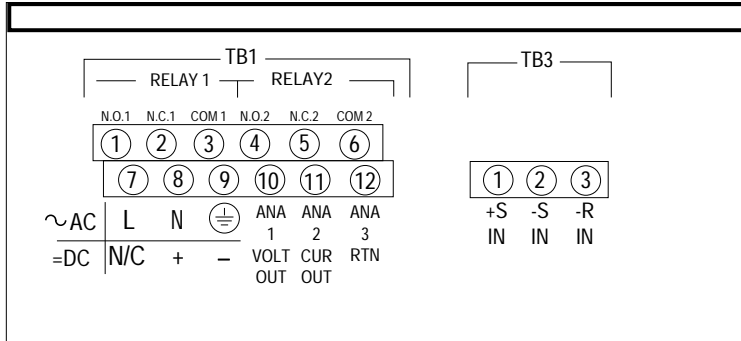 TB1
TB3
RELAY 1
RELAY2
N.O.1 N.C.1 COM 1 N.O.2 N.C.2 COM 2
1 2 3 4 5 6
7 8 9 10 11 12
1 2 3
AC L N
ANA ANA ANA
1 2 3
=DC N/C + –
VOLT CUR RTN
OUT OUT
+S -S -R
IN IN IN